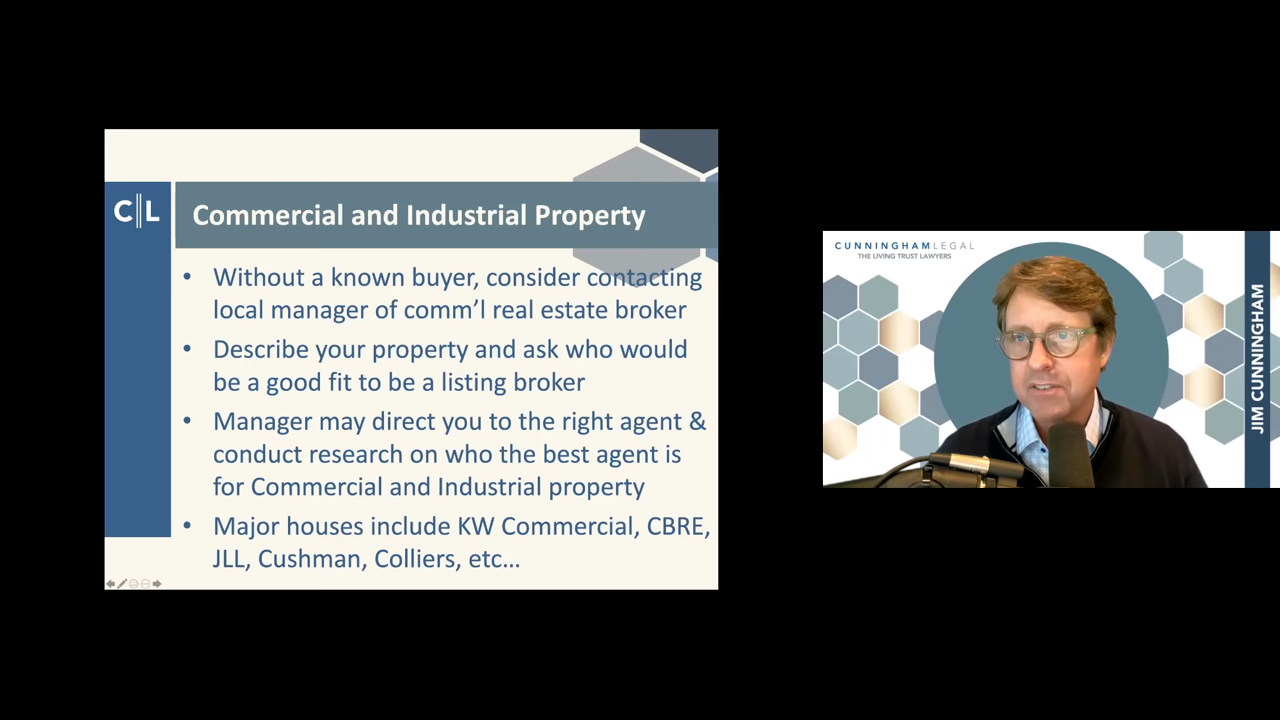 C||L
Commercial and Industrial Property
• Without a known buyer, consider contacting
local manager of comm’l real estate broker
• Describe your property and ask who would
be a good fit to be a listing broker
• Manager may direct you to the right agent &
conduct research on who the best agent is
for Commercial and Industrial property
• Major houses include KW Commercial, CBRE,
JLL, Cushman, Colliers, etc…
CUNNINGHAMLEGAL
THE LIVING TRUST LAWYERS
JIM CUNNINGHAM